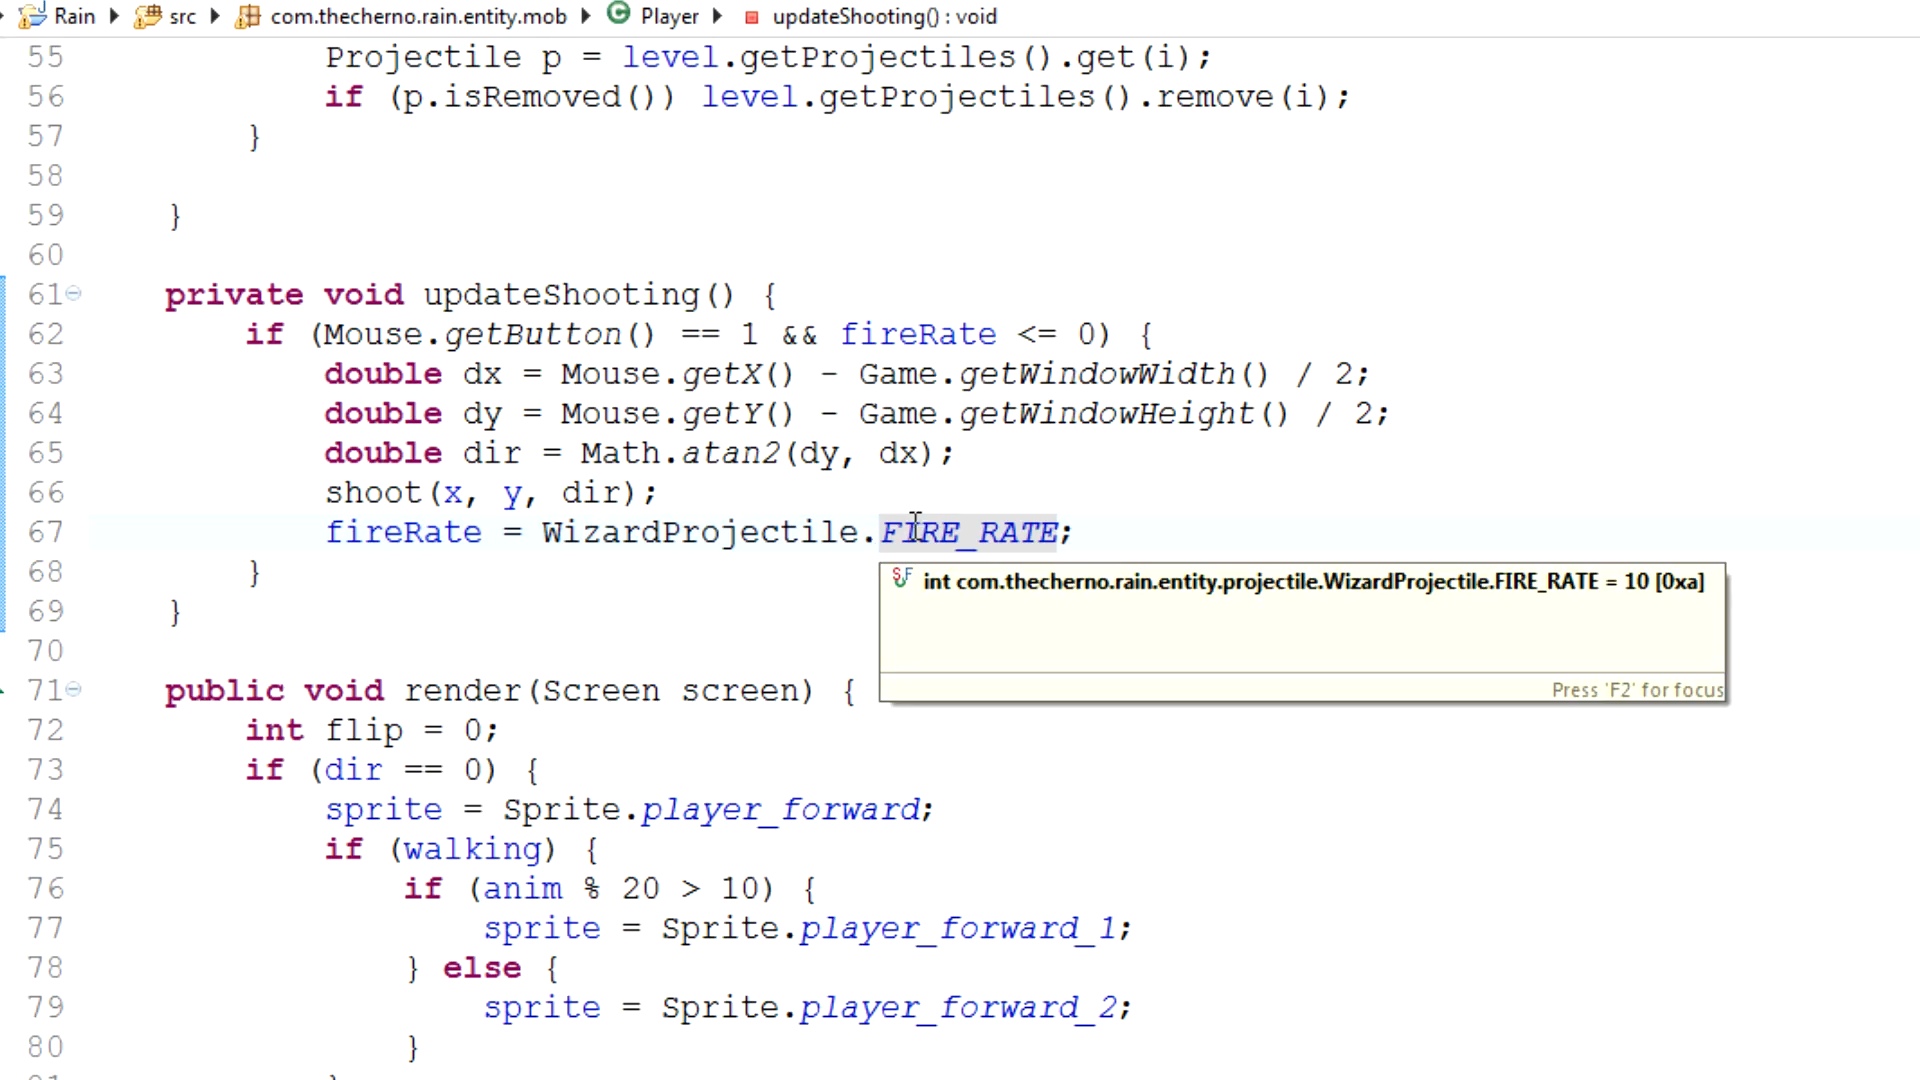 Rain src com.thecherno.rain.entity.mob Player updateShooting() : void
55 Projectile p = level.getProjectiles().get(i);
56 if (p.isRemoved()) level.getProjectiles().remove(i);
57 }
58
59 }
60
61 private void updateShooting() {
62 if (Mouse.getButton() == 1 && fireRate <= 0) {
63 double dx = Mouse.getX() - Game.getWindowWidth() / 2;
64 double dy = Mouse.getY() - Game.getWindowHeight() / 2;
65 double dir = Math.atan2(dy, dx);
66 shoot(x, y, dir);
67 fireRate = WizardProjectile.FIRE_RATE;
68 }
int com.thecherno.rain.entity.projectile.WizardProjectile.FIRE_RATE = 10 [0xa]
69 }
70
Press 'F2' for focus
71 public void render(Screen screen) {
72 int flip = 0;
73 if (dir == 0) {
74 sprite = Sprite.player_forward;
75 if (walking) {
76 if (anim % 20 > 10) {
77 sprite = Sprite.player_forward_1;
78 } else {
79 sprite = Sprite.player_forward_2;
80 }